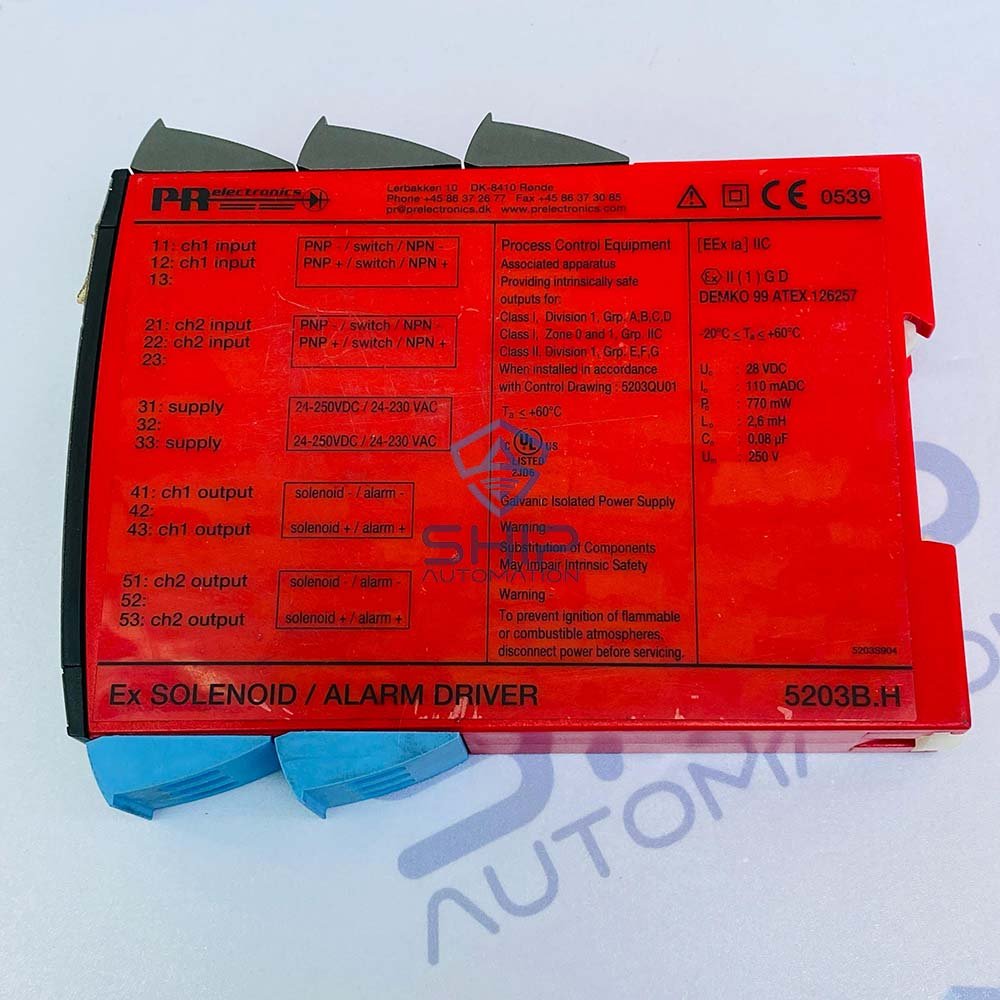 PR electronics
Lerbakken 10 DK-8410 Rønde
Phone +45 86 37 26 77 Fax +45 86 37 30 85
pr@prelectronics.dk www.prelectronics.com
CE 0539
11: ch1 input
12: ch1 input
13:
PNP - / switch / NPN -
PNP + / switch / NPN +
21: ch2 input
22: ch2 input
23:
PNP - / switch / NPN -
PNP + / switch / NPN +
31: supply
32:
33: supply
24-250VDC / 24-230 VAC
24-250VDC / 24-230 VAC
41: ch1 output
42:
43: ch1 output
solenoid - / alarm -
solenoid + / alarm +
51: ch2 output
52:
53: ch2 output
solenoid - / alarm -
solenoid + / alarm +
Process Control Equipment
Associated apparatus
Providing intrinsically safe
outputs for:
Class I, Division 1, Grp. A,B,C,D
Class I, Zone 0 and 1, Grp. IIC
Class II, Division 1, Grp. E,F,G
When installed in accordance
with Control Drawing : 5203QU01
Ta ≤ +60°C
c UL US
LISTED
2J06
Galvanic Isolated Power Supply
Warning -
Substitution of Components
May Impair Intrinsic Safety
Warning -
To prevent ignition of flammable
or combustible atmospheres,
disconnect power before servicing.
[EEx ia] IIC
Ex II (1) G D
DEMKO 99 ATEX 126257
-20°C ≤ Ta ≤ +60°C
Uo : 28 VDC
Io : 110 mADC
Po : 770 mW
Lo : 2,6 mH
Co : 0,08 µF
Um : 250 V
5203S904
Ex SOLENOID / ALARM DRIVER
5203B.H
SHIP
AUTOMATION
AUTOMATIO